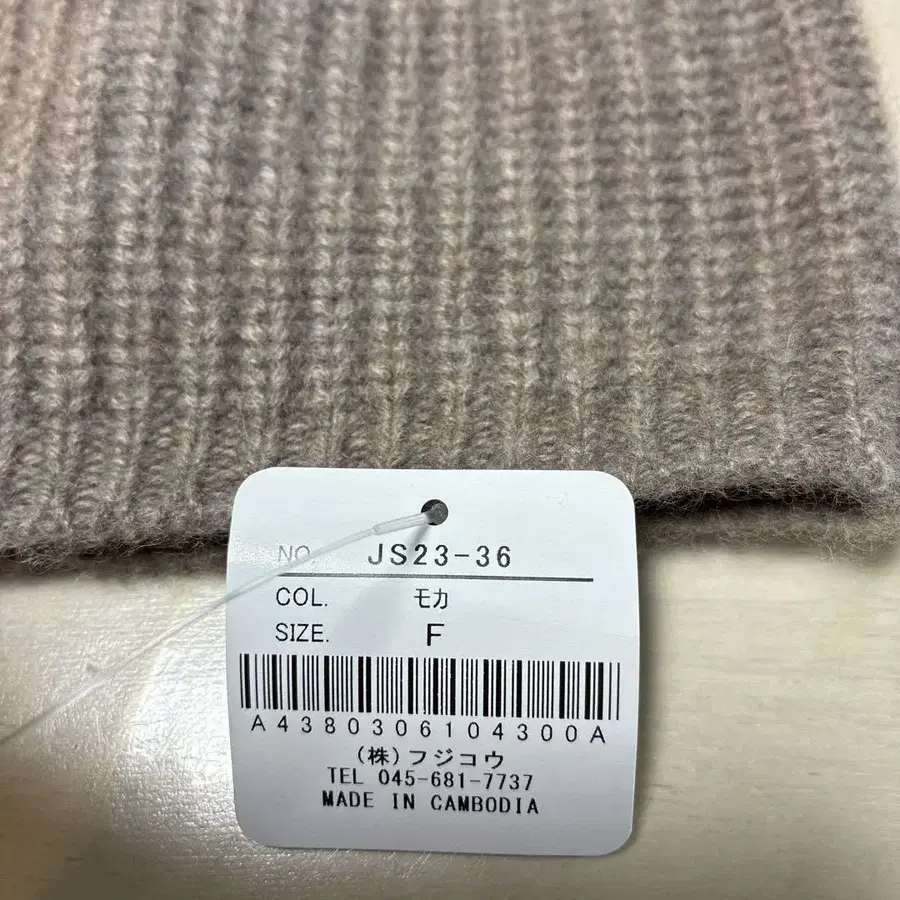 NO. JS23-36
COL. モカ
SIZE. F
A4380306104300A
(株)フジコウ
TEL 045-681-7737
MADE IN CAMBODIA